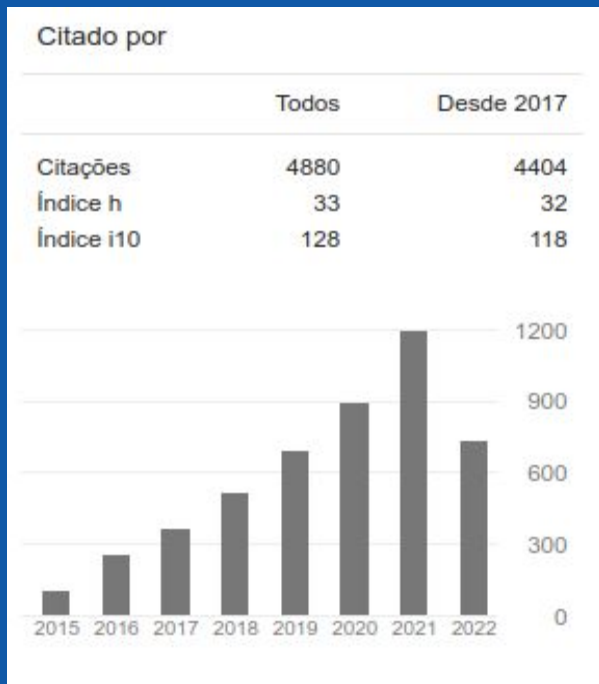 Citado por
Todos Desde 2017
Citações 4880 4404
Índice h 33 32
Índice i10 128 118
1200
900
600
300
0
2015 2016 2017 2018 2019 2020 2021 2022